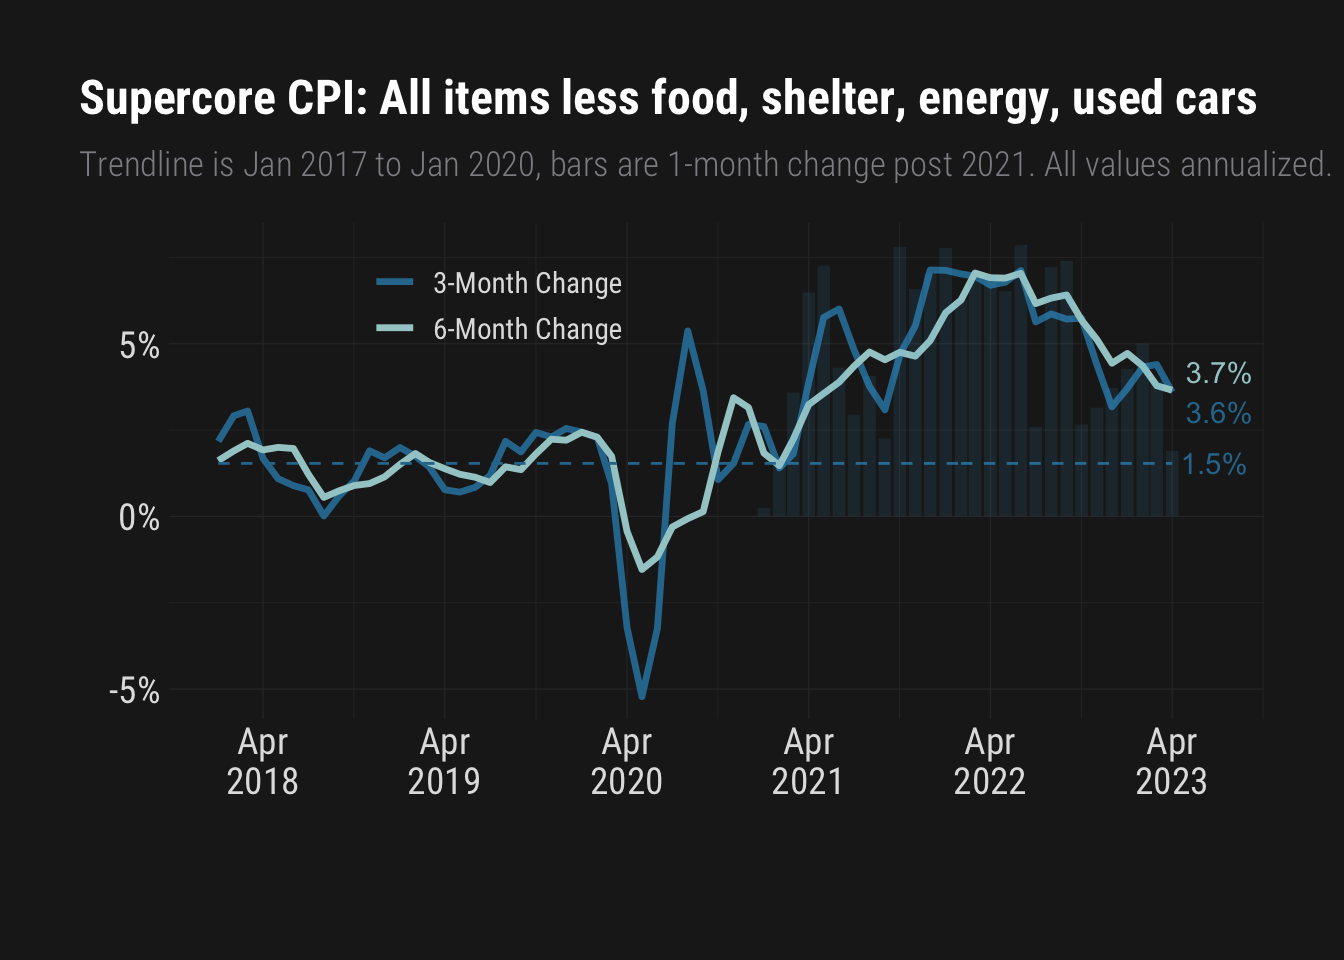 Supercore CPI: All items less food, shelter, energy, used cars
Trendline is Jan 2017 to Jan 2020, bars are 1-month change post 2021. All values annualized.
3-Month Change
6-Month Change
5%
0%
-5%
3.7%
3.6%
1.5%
Apr
2018
Apr
2019
Apr
2020
Apr
2021
Apr
2022
Apr
2023